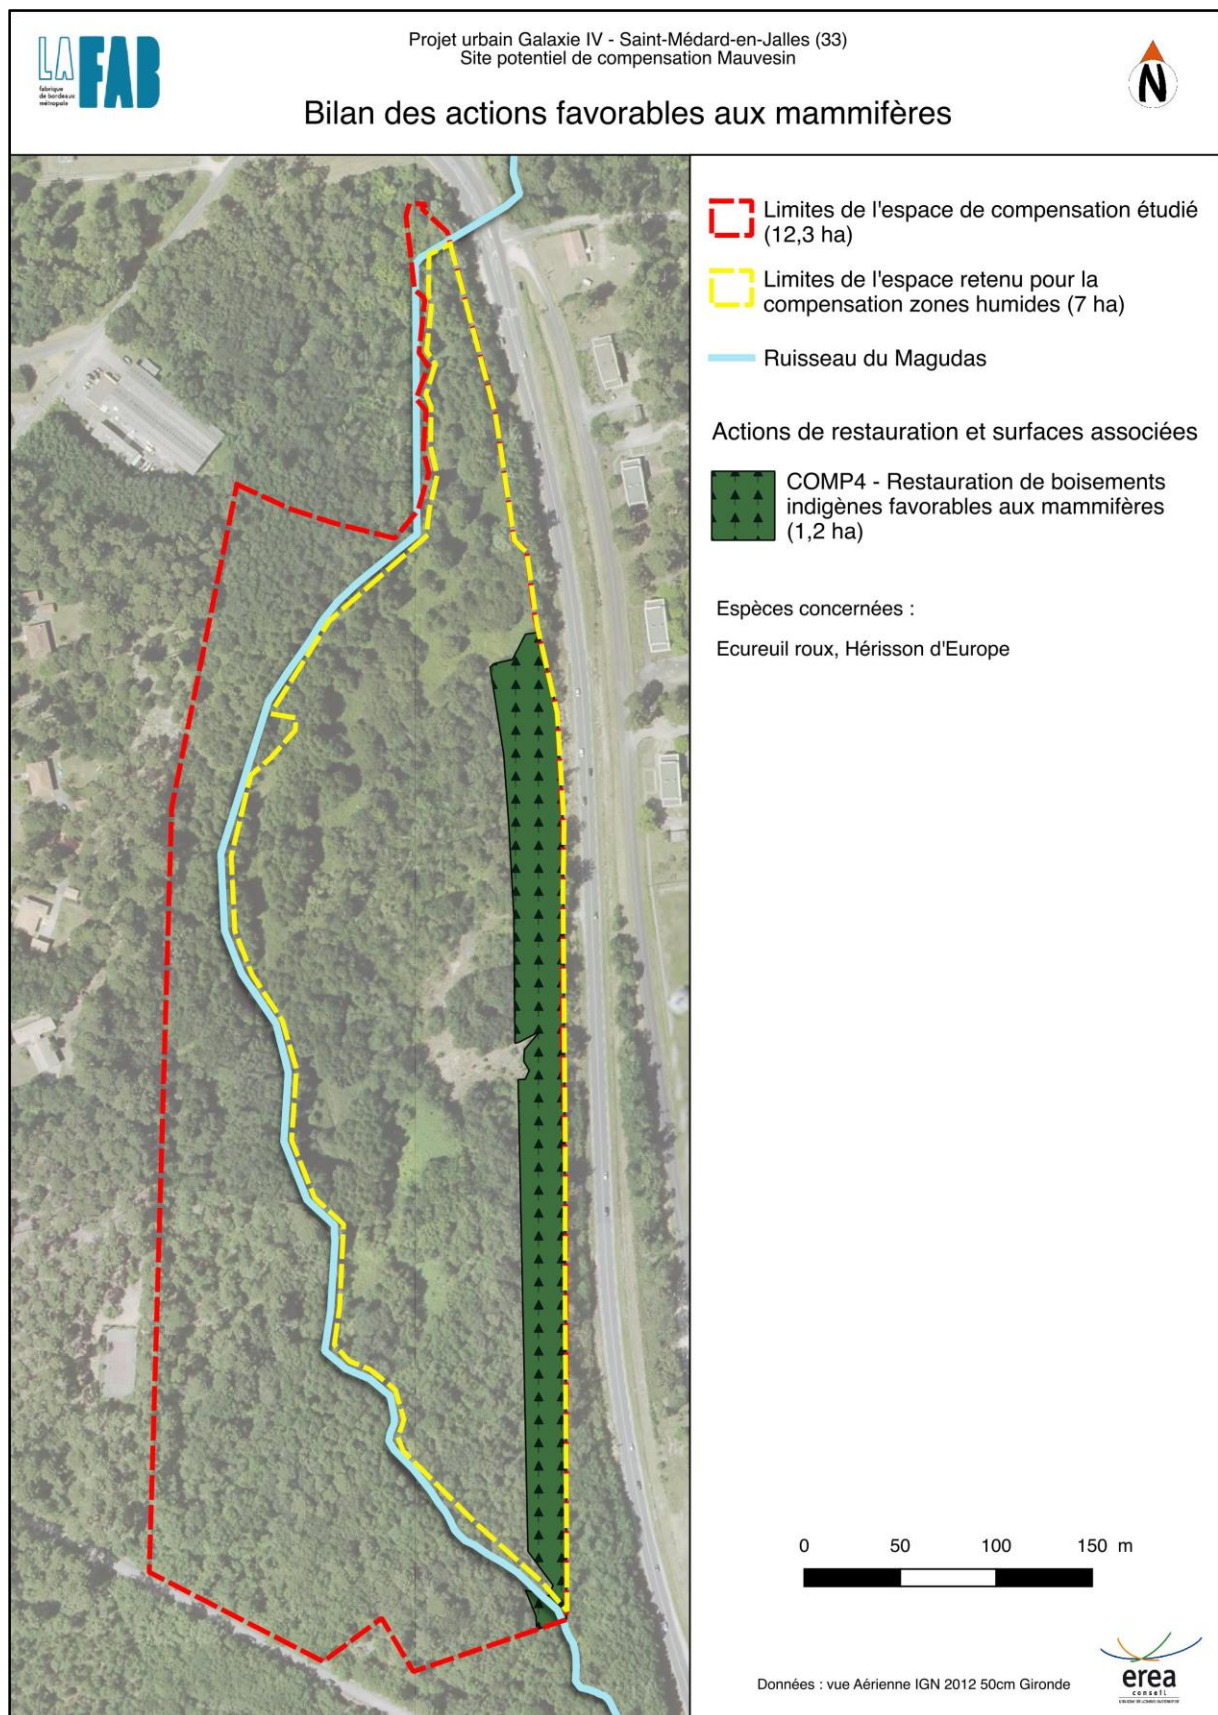 LA FAB
fabrique
de bordeaux
métropole
Projet urbain Galaxie IV - Saint-Médard-en-Jalles (33)
Site potentiel de compensation Mauvesin
Bilan des actions favorables aux mammifères
N
Limites de l'espace de compensation étudié
(12,3 ha)
Limites de l'espace retenu pour la
compensation zones humides (7 ha)
Ruisseau du Magudas
Actions de restauration et surfaces associées
COMP4 - Restauration de boisements
indigènes favorables aux mammifères
(1,2 ha)
Espèces concernées :
Ecureuil roux, Hérisson d'Europe
0 50 100 150 m
Données : vue Aérienne IGN 2012 50cm Gironde
erea
conseil